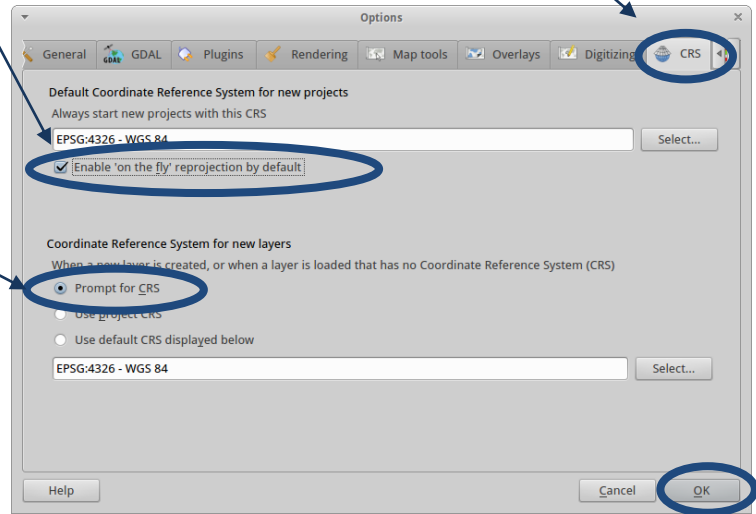 Options
General GDAL Plugins Rendering Map tools Overlays Digitizing CRS
Default Coordinate Reference System for new projects
Always start new projects with this CRS
EPSG:4326 - WGS 84 Select...
Enable 'on the fly' reprojection by default
Coordinate Reference System for new layers
When a new layer is created, or when a layer is loaded that has no Coordinate Reference System (CRS)
Prompt for CRS
Use project CRS
Use default CRS displayed below
EPSG:4326 - WGS 84 Select...
Help Cancel OK